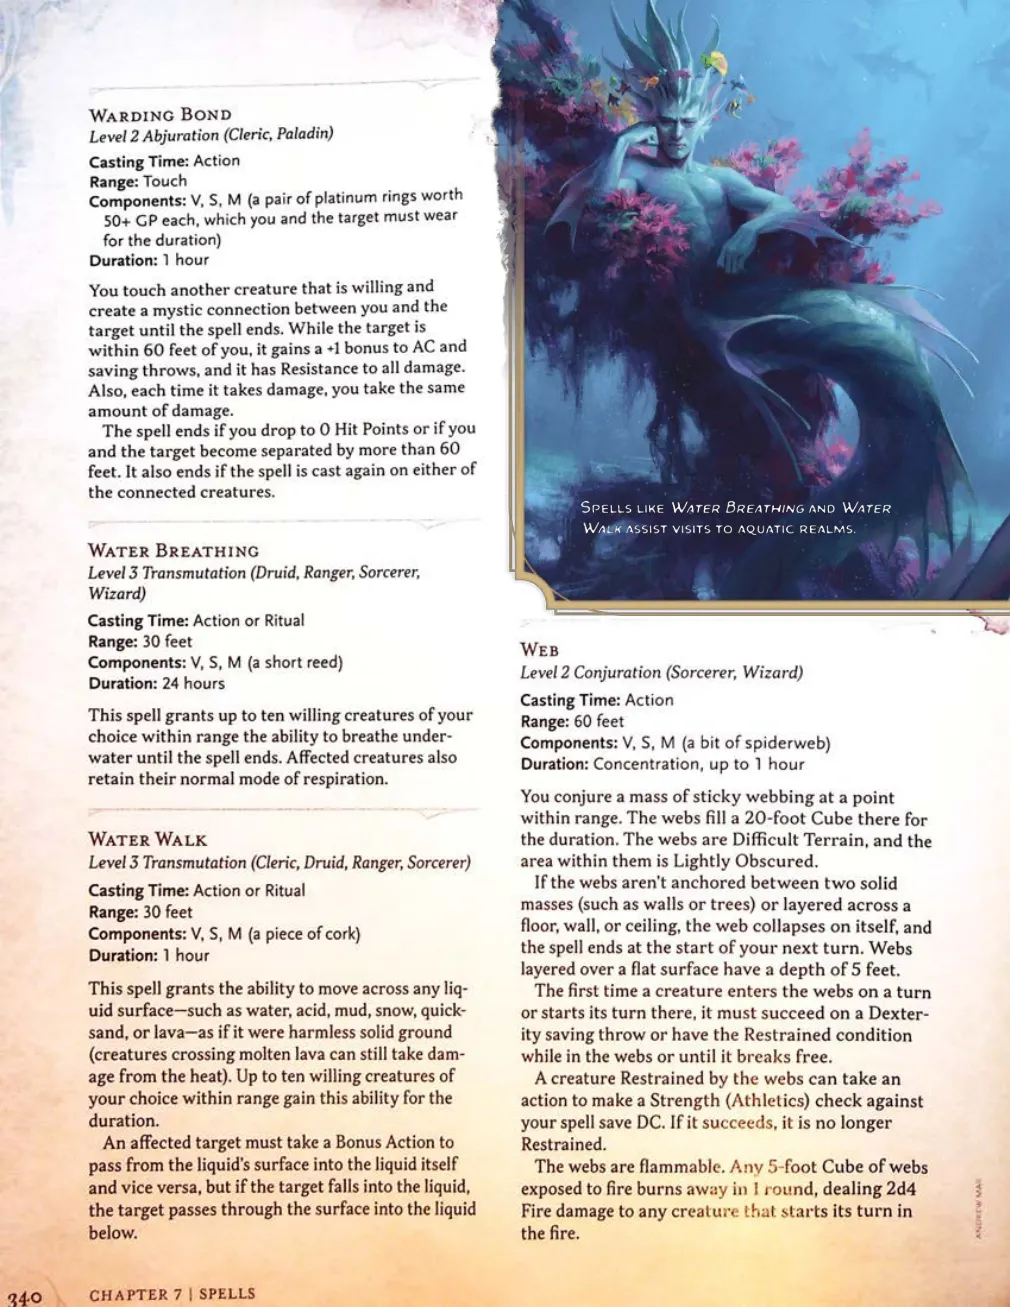 WARDING BOND
Level 2 Abjuration (Cleric, Paladin)
Casting Time: Action
Range: Touch
Components: V, S, M (a pair of platinum rings worth
50+ GP each, which you and the target must wear
for the duration)
Duration: 1 hour
You touch another creature that is willing and
create a mystic connection between you and the
target until the spell ends. While the target is
within 60 feet of you, it gains a +1 bonus to AC and
saving throws, and it has Resistance to all damage.
Also, each time it takes damage, you take the same
amount of damage.
The spell ends if you drop to 0 Hit Points or if you
and the target become separated by more than 60
feet. It also ends if the spell is cast again on either of
the connected creatures.
WATER BREATHING
Level 3 Transmutation (Druid, Ranger, Sorcerer,
Wizard)
Casting Time: Action or Ritual
Range: 30 feet
Components: V, S, M (a short reed)
Duration: 24 hours
This spell grants up to ten willing creatures of your
choice within range the ability to breathe under-
water until the spell ends. Affected creatures also
retain their normal mode of respiration.
WATER WALK
Level 3 Transmutation (Cleric, Druid, Ranger, Sorcerer)
Casting Time: Action or Ritual
Range: 30 feet
Components: V, S, M (a piece of cork)
Duration: 1 hour
This spell grants the ability to move across any liq-
uid surface—such as water, acid, mud, snow, quick-
sand, or lava—as if it were harmless solid ground
(creatures crossing molten lava can still take dam-
age from the heat). Up to ten willing creatures of
your choice within range gain this ability for the
duration.
An affected target must take a Bonus Action to
pass from the liquid's surface into the liquid itself
and vice versa, but if the target falls into the liquid,
the target passes through the surface into the liquid
below.
SPELLS LIKE WATER BREATHING AND WATER
WALK ASSIST VISITS TO AQUATIC REALMS.
WEB
Level 2 Conjuration (Sorcerer, Wizard)
Casting Time: Action
Range: 60 feet
Components: V, S, M (a bit of spiderweb)
Duration: Concentration, up to 1 hour
You conjure a mass of sticky webbing at a point
within range. The webs fill a 20-foot Cube there for
the duration. The webs are Difficult Terrain, and the
area within them is Lightly Obscured.
If the webs aren't anchored between two solid
masses (such as walls or trees) or layered across a
floor, wall, or ceiling, the web collapses on itself, and
the spell ends at the start of your next turn. Webs
layered over a flat surface have a depth of 5 feet.
The first time a creature enters the webs on a turn
or starts its turn there, it must succeed on a Dexter-
ity saving throw or have the Restrained condition
while in the webs or until it breaks free.
A creature Restrained by the webs can take an
action to make a Strength (Athletics) check against
your spell save DC. If it succeeds, it is no longer
Restrained.
The webs are flammable. Any 5-foot Cube of webs
exposed to fire burns away in 1 round, dealing 2d4
Fire damage to any creature that starts its turn in
the fire.
ANDREW MAR
340
CHAPTER 7 | SPELLS